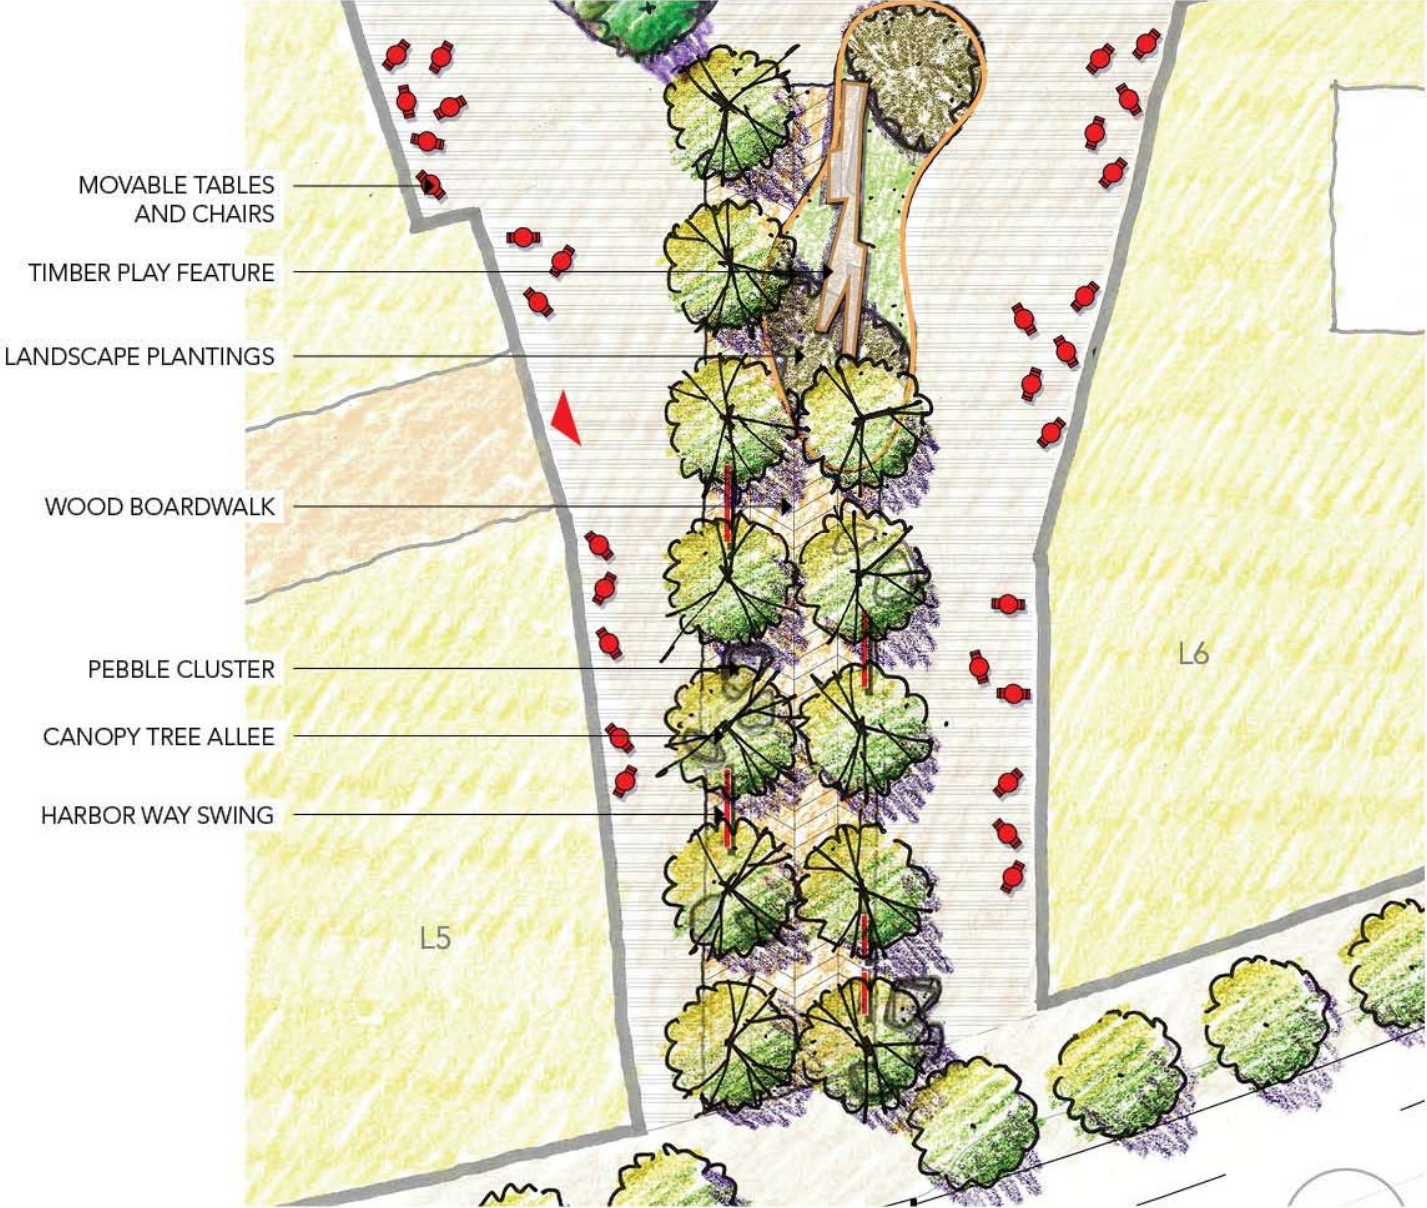 MOVABLE TABLES
AND CHAIRS
TIMBER PLAY FEATURE
LANDSCAPE PLANTINGS
WOOD BOARDWALK
PEBBLE CLUSTER
L6
CANOPY TREE ALLEE
HARBOR WAY SWING
L5